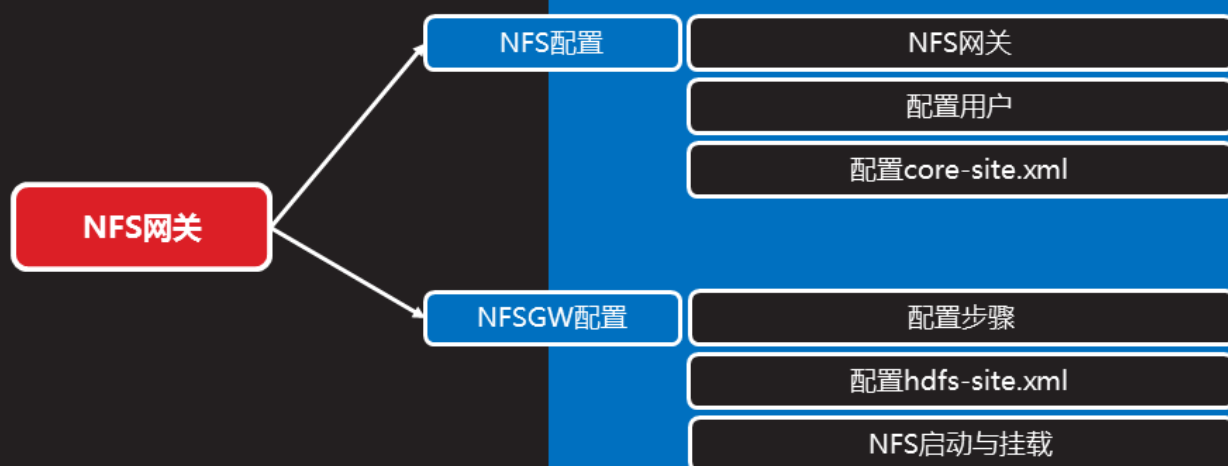 NFS网关
NFS配置
NFS网关
配置用户
配置core-site.xml
NFSGW配置
配置步骤
配置hdfs-site.xml
NFS启动与挂载